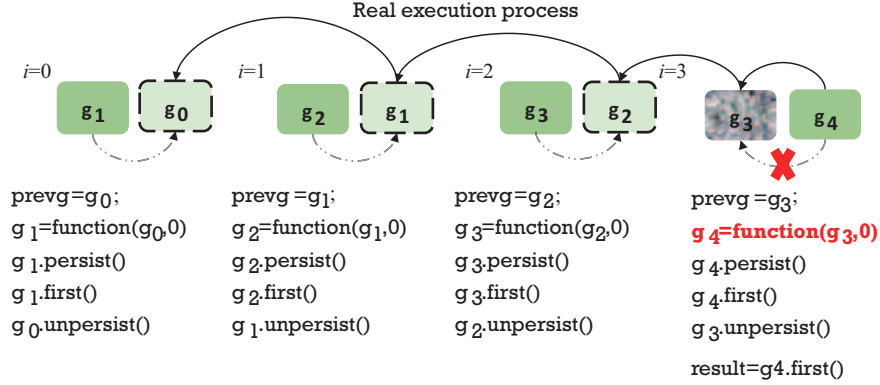 Real execution process
i=0
g1
g0
i=1
g2
g1
i=2
g3
g2
i=3
g3
g4
prevg=g0;
g1=function(g0,0)
g1.persist()
g1.first()
g0.unpersist()
prevg=g1;
g2=function(g1,0)
g2.persist()
g2.first()
g1.unpersist()
prevg=g2;
g3=function(g2,0)
g3.persist()
g3.first()
g2.unpersist()
prevg=g3;
g4=function(g3,0)
g4.persist()
g4.first()
g3.unpersist()
result=g4.first()